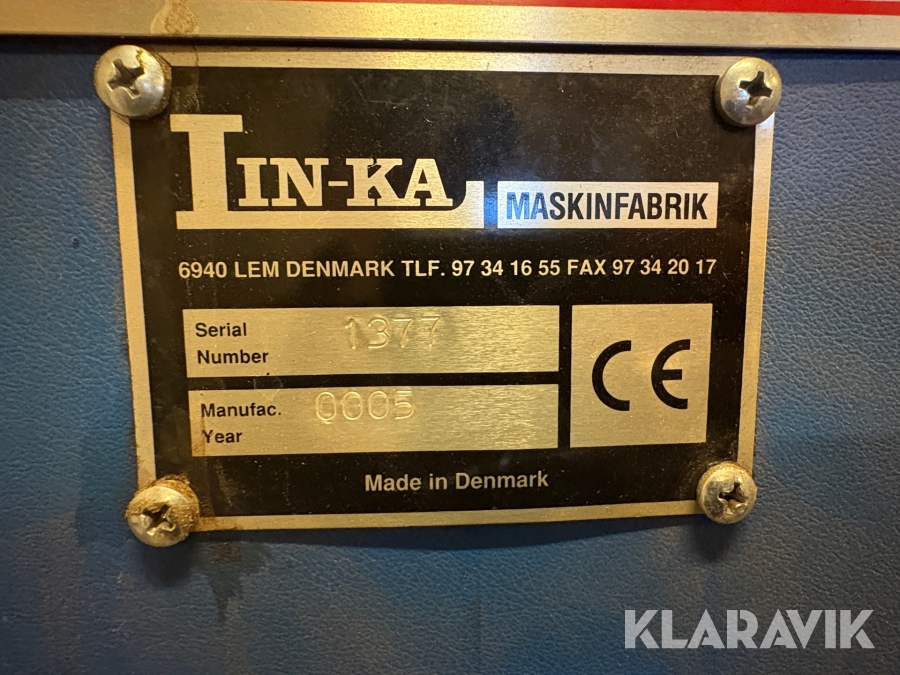 LIN-KA MASKINFABRIK
6940 LEM DENMARK TLF. 97 34 16 55 FAX 97 34 20 17
Serial Number 1377
Manufac. Year 0005
CE
Made in Denmark
KLARAVIK